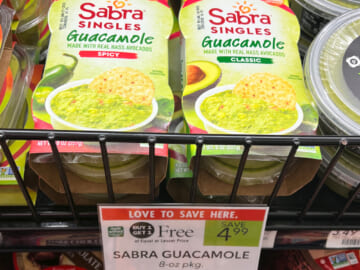 Sabra
SINGLES
Guacamole
MADE WITH REAL HASS AVOCADOS
SPICY
Sabra
SINGLES
Guacamole
MADE WITH REAL HASS AVOCADOS
CLASSIC
LOVE TO SAVE HERE.
BUY 1
GET 1
Free
of Equal or Lesser Price
SAVE
4.99
SABRA GUACAMOLE
8-oz pkg.